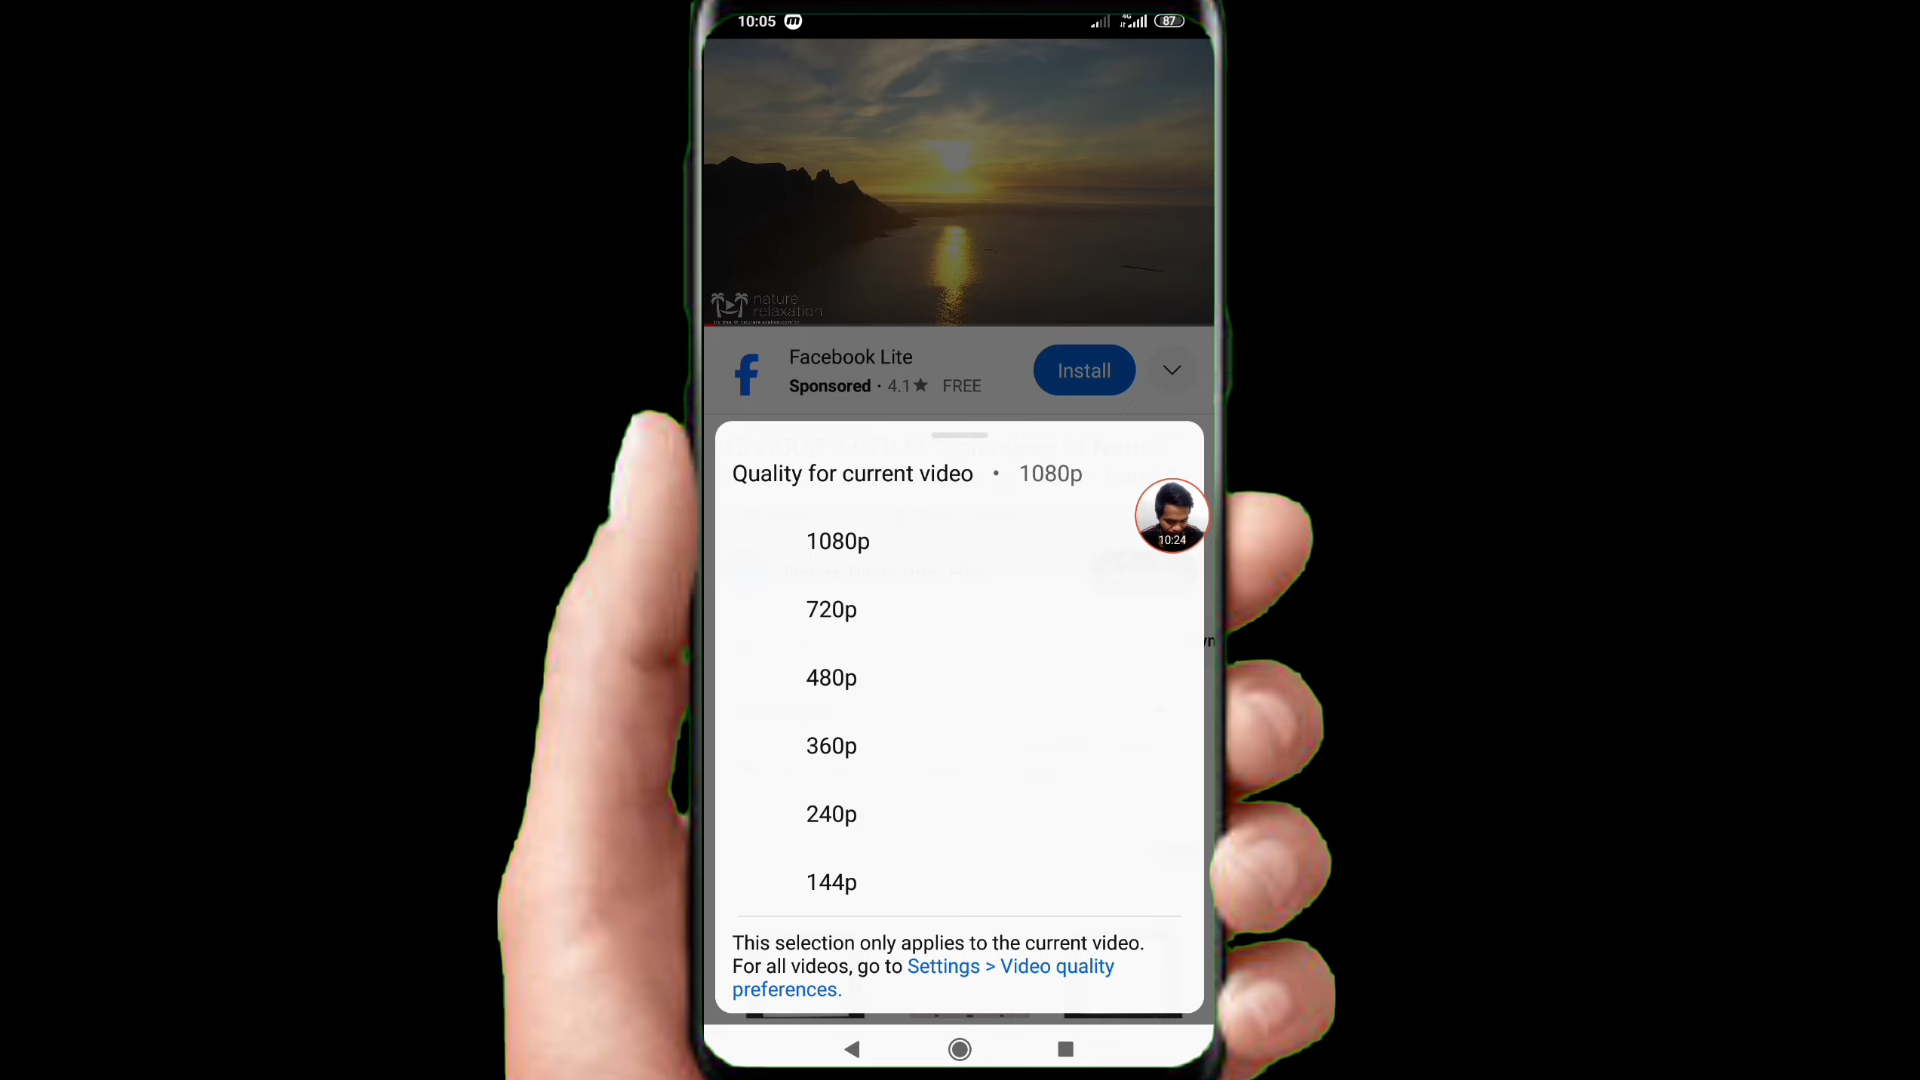 10:05
4G
87
nature
relaxation
Facebook Lite
Install
Sponsored · 4.1★ FREE
Quality for current video • 1080p
1080p
10:24
720p
480p
360p
240p
144p
This selection only applies to the current video.
For all videos, go to Settings > Video quality
preferences.